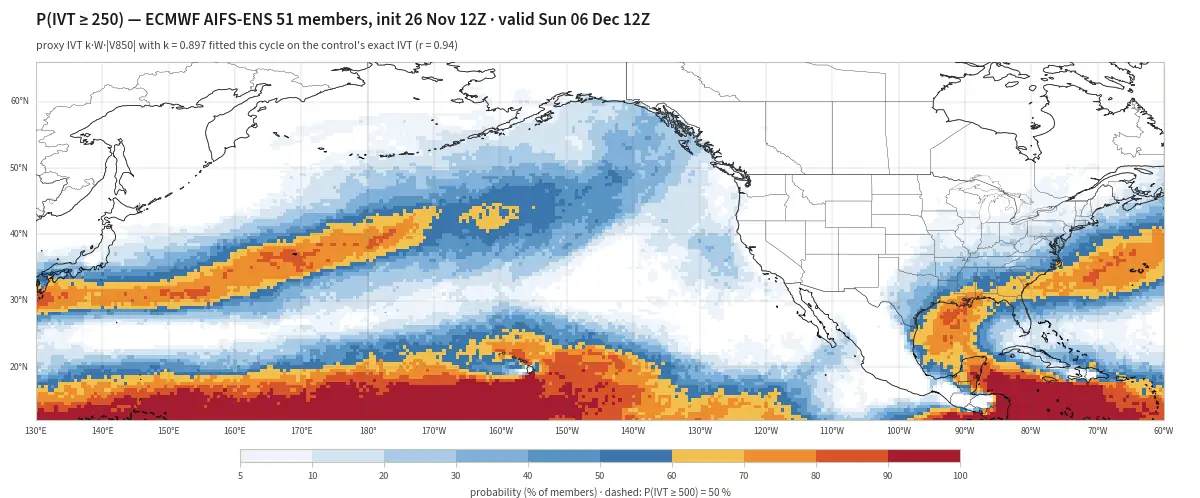 P(IVT ≥ 250) — ECMWF AIFS-ENS 51 members, init 26 Nov 12Z · valid Sun 06 Dec 12Z
proxy IVT k·W·|V850| with k = 0.897 fitted this cycle on the control's exact IVT (r = 0.94)
60°N
50°N
40°N
30°N
20°N
130°E 140°E 150°E 160°E 170°E 180° 170°W 160°W 150°W 140°W 130°W 120°W 110°W 100°W 90°W 80°W 70°W 60°W
5 10 20 30 40 50 60 70 80 90 100
probability (% of members) · dashed: P(IVT ≥ 500) = 50 %